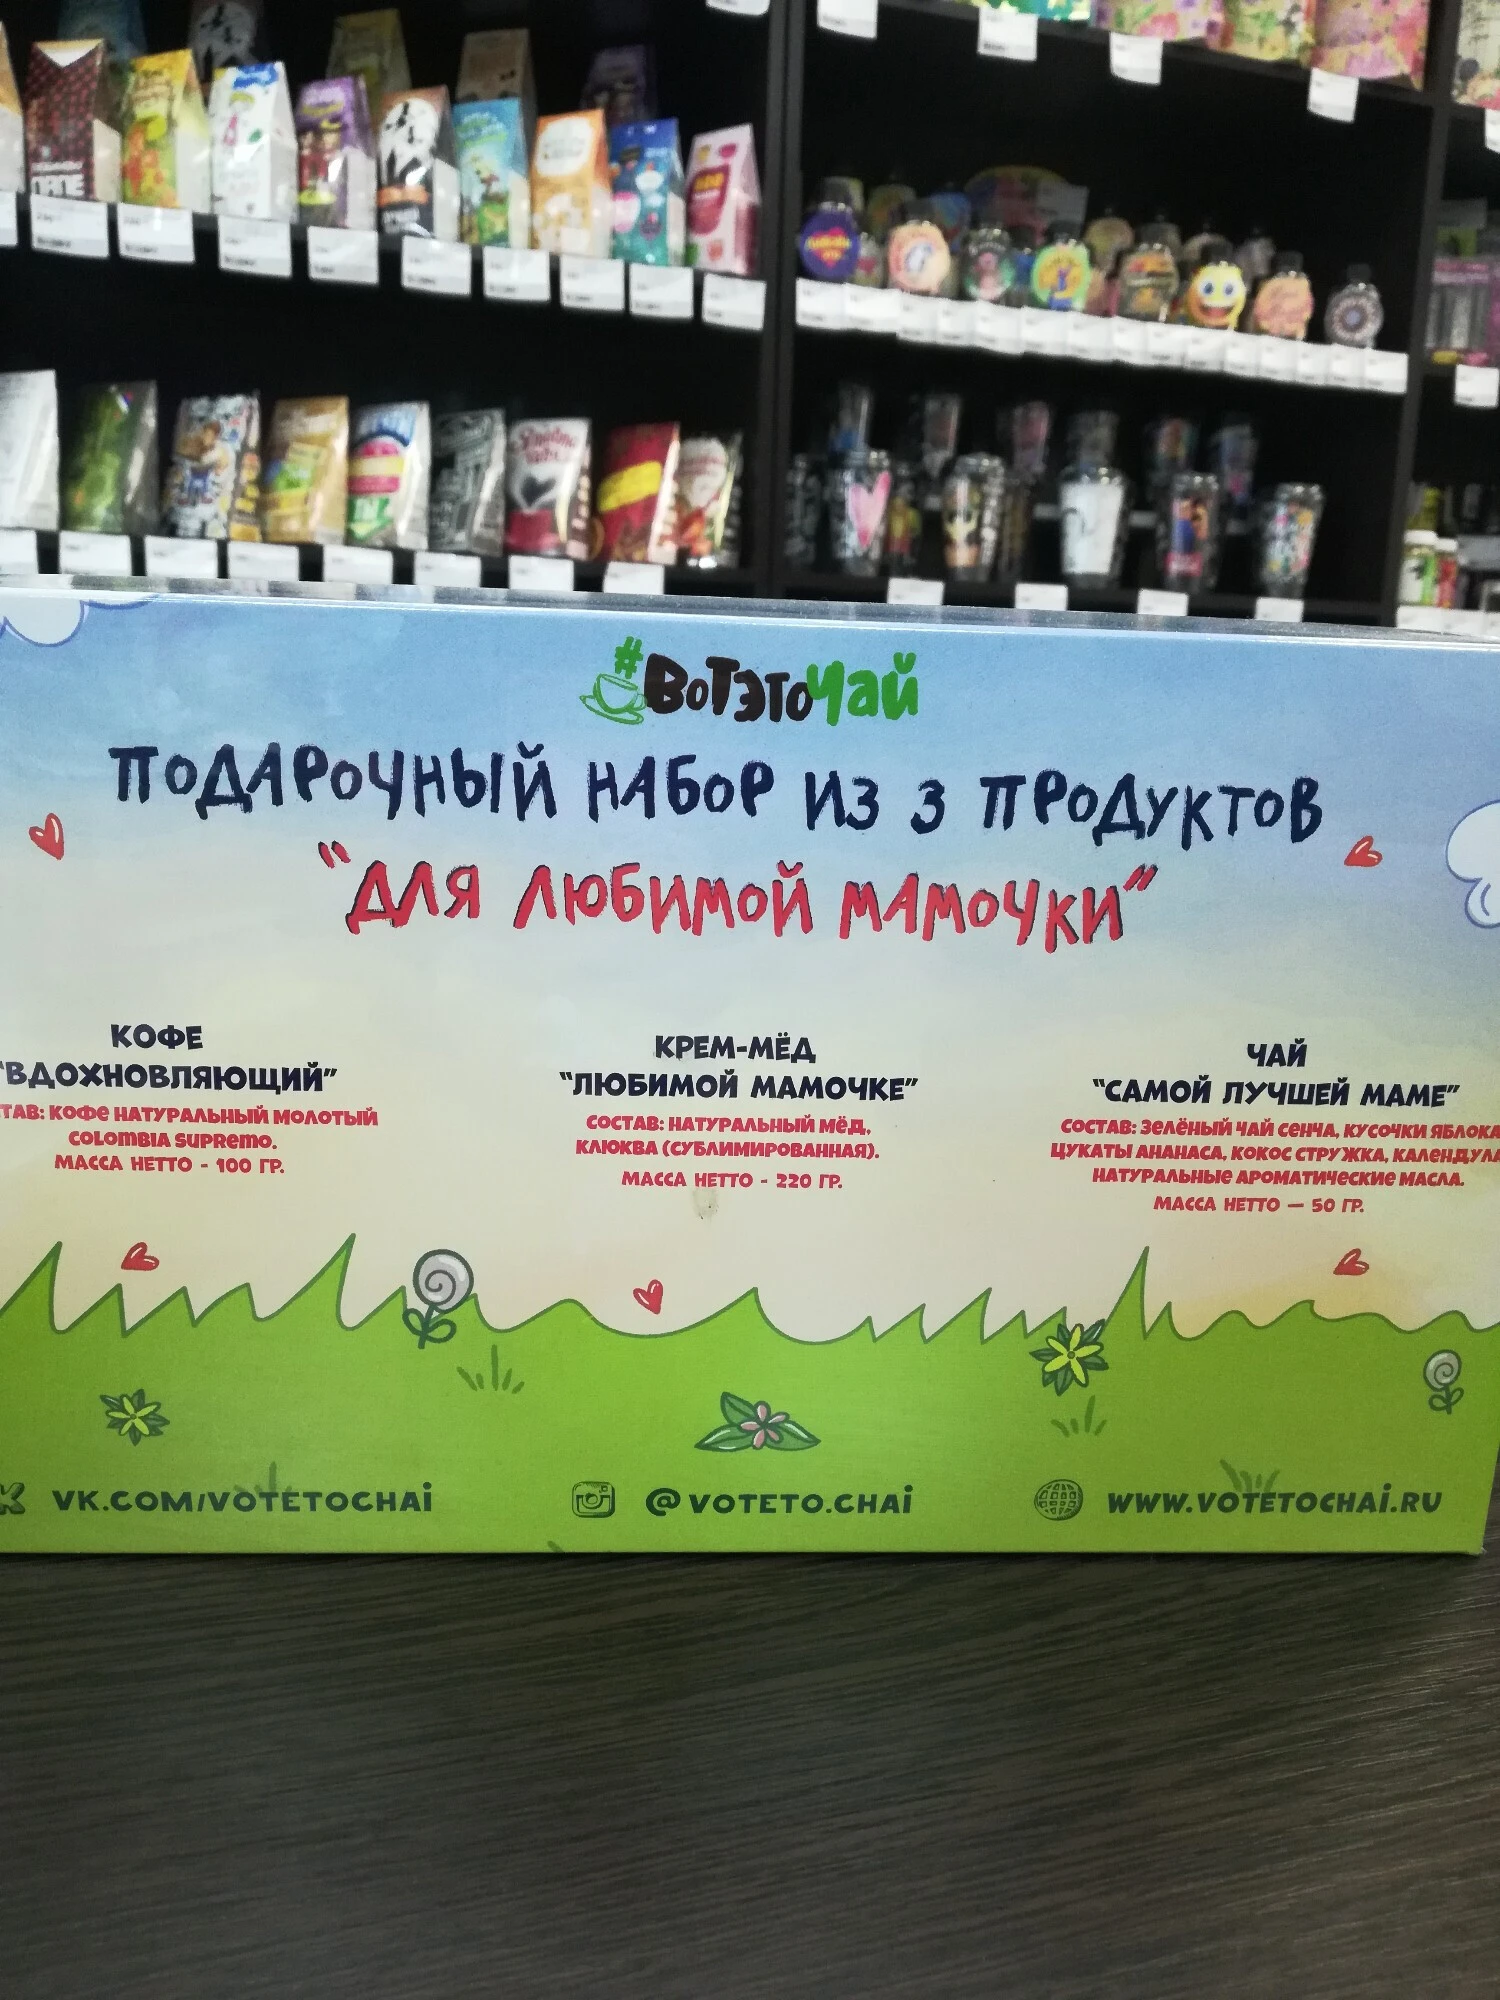 #ВотэтоЧай
ПОДАРОЧНЫЙ НАБОР ИЗ 3 ПРОДУКТОВ
"ДЛЯ ЛЮБИМОЙ МАМОЧКИ"
КОФЕ
"ВДОХНОВЛЯЮЩИЙ"
ТАВ: КОФЕ НАТУРАЛЬНЫЙ МОЛОТЫЙ
COLOMBIA SUPREMO.
МАССА НЕТТО - 100 ГР.
КРЕМ-МЁД
"ЛЮБИМОЙ МАМОЧКЕ"
СОСТАВ: НАТУРАЛЬНЫЙ МЁД,
КЛЮКВА (СУБЛИМИРОВАННАЯ).
МАССА НЕТТО - 220 ГР.
ЧАЙ
"САМОЙ ЛУЧШЕЙ МАМЕ"
СОСТАВ: ЗЕЛЁНЫЙ ЧАЙ СЕНЧА, КУСОЧКИ ЯБЛОКА
ЦУКАТЫ АНАНАСА, КОКОС СТРУЖКА, КАЛЕНДУЛА
НАТУРАЛЬНЫЕ АРОМАТИЧЕСКИЕ МАСЛА.
МАССА НЕТТО — 50 ГР.
VK.COM/VOTETOCHAI
@VOTETO.CHAI
WWW.VOTETOCHAI.RU